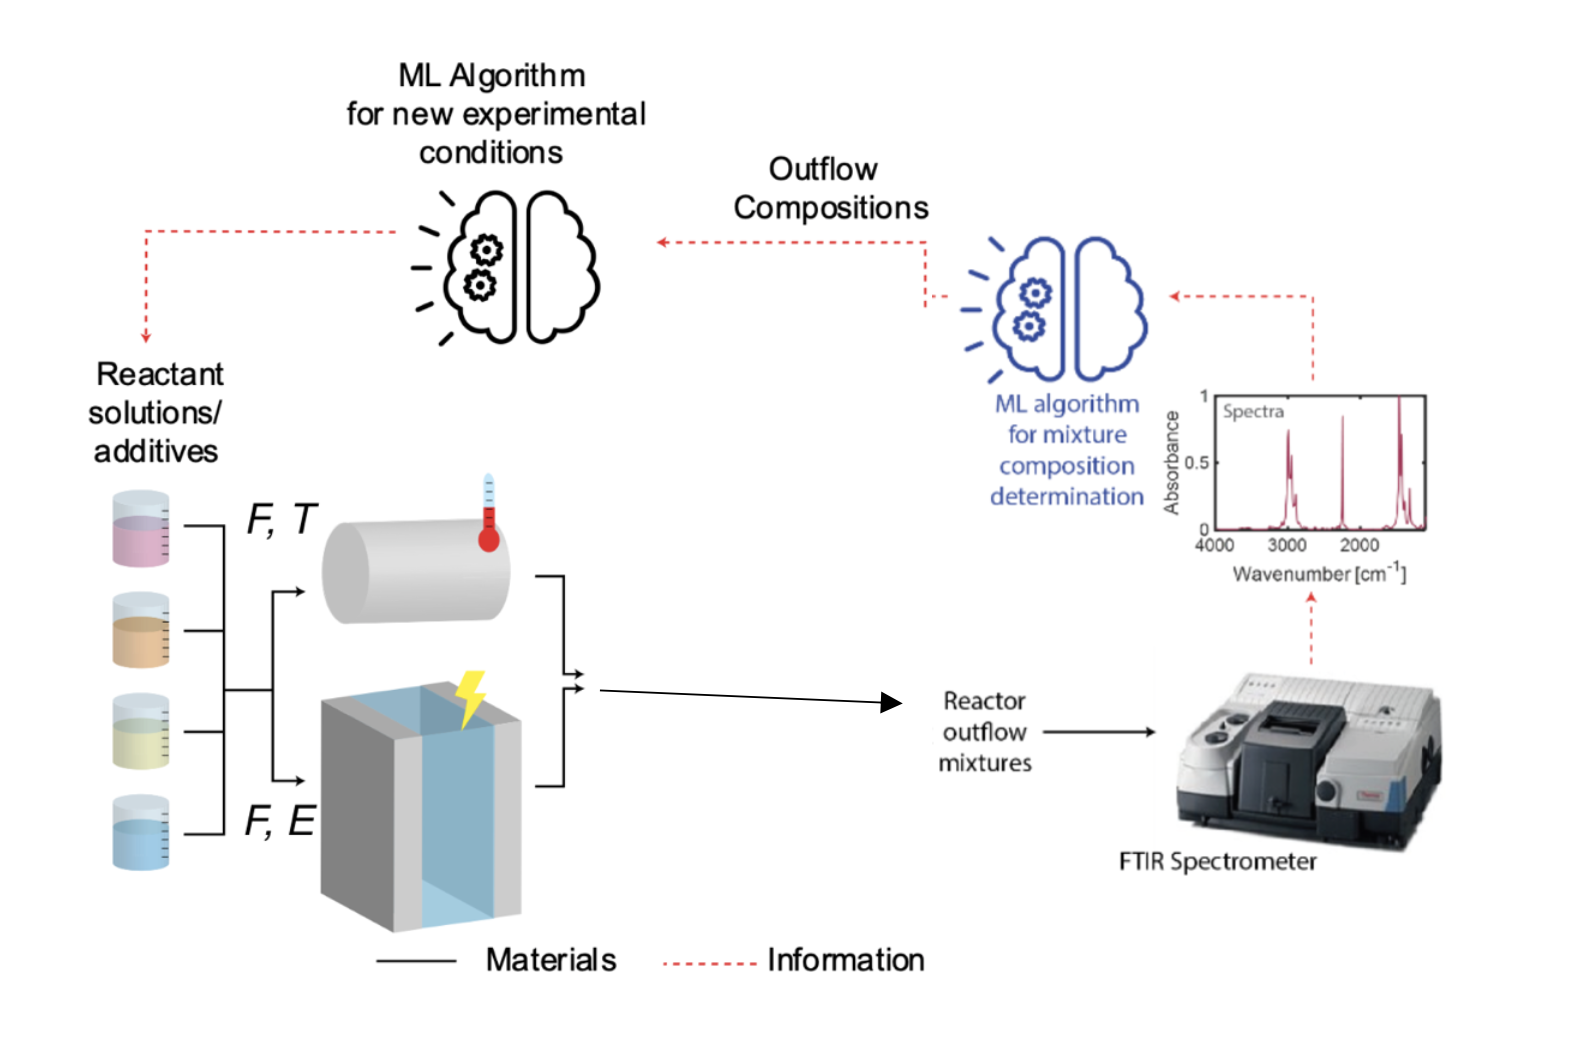 ML Algorithm
for new experimental
conditions
Outflow
Compositions
Reactant
solutions/
additives
F, T
F, E
ML algorithm
for mixture
composition
determination
Spectra
Absorbance
1
0.5
0
4000 3000 2000
Wavenumber [cm-1]
Reactor
outflow
mixtures
FTIR Spectrometer
Materials
Information